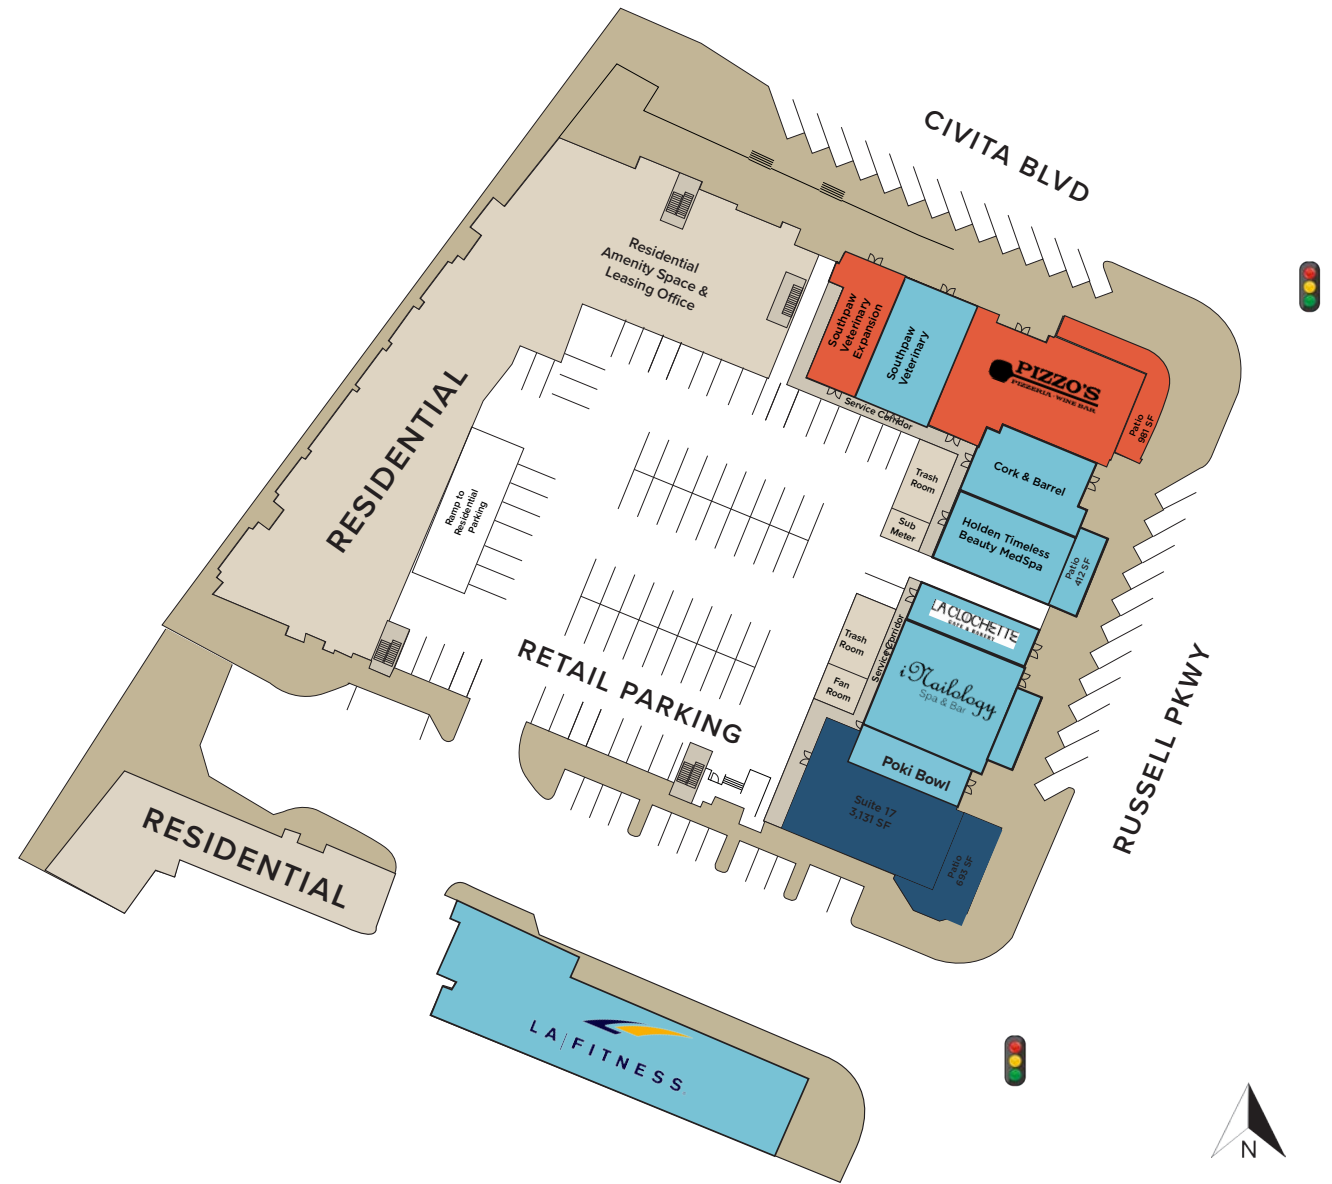 CIVITA BLVD
Residential
Amenity Space &
Leasing Office
Southpaw
Veterinary
Expansion
Southpaw
Veterinary
PIZZO'S
PIZZERIA • WINE BAR
Patio
981 SF
Service Corridor
RESIDENTIAL
Ramp to
Residential
Parking
Trash
Room
Sub
Meter
Cork & Barrel
Holden Timeless
Beauty MedSpa
Patio
412 SF
LA CLOCHETTE
CAFE & BAKERY
Trash
Room
Service Corridor
Fan
Room
iNailology
Spa & Bar
RETAIL PARKING
RUSSELL PKWY
Poki Bowl
Suite 17
3,131 SF
Patio
693 SF
RESIDENTIAL
LA FITNESS
N